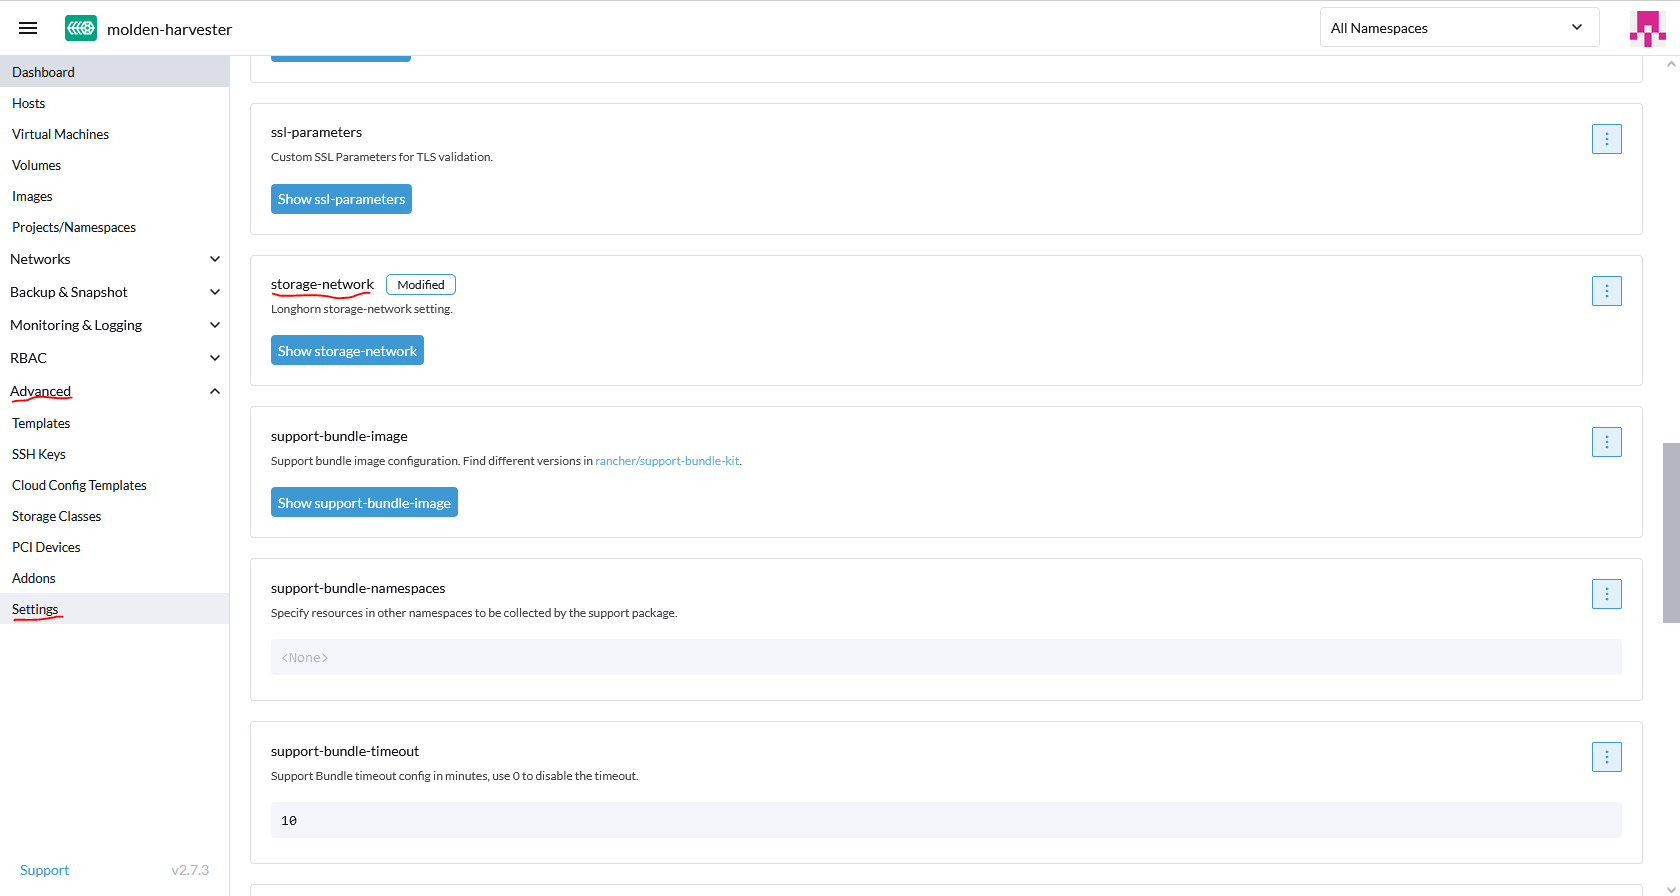 molden-harvester
All Namespaces
Dashboard
Hosts
Virtual Machines
Volumes
Images
Projects/Namespaces
Networks
Backup & Snapshot
Monitoring & Logging
RBAC
Advanced
Templates
SSH Keys
Cloud Config Templates
Storage Classes
PCI Devices
Addons
Settings
Support v2.7.3
ssl-parameters
Custom SSL Parameters for TLS validation.
Show ssl-parameters
storage-network Modified
Longhorn storage-network setting.
Show storage-network
support-bundle-image
Support bundle image configuration. Find different versions in rancher/support-bundle-kit.
Show support-bundle-image
support-bundle-namespaces
Specify resources in other namespaces to be collected by the support package.
<None>
support-bundle-timeout
Support Bundle timeout config in minutes, use 0 to disable the timeout.
10